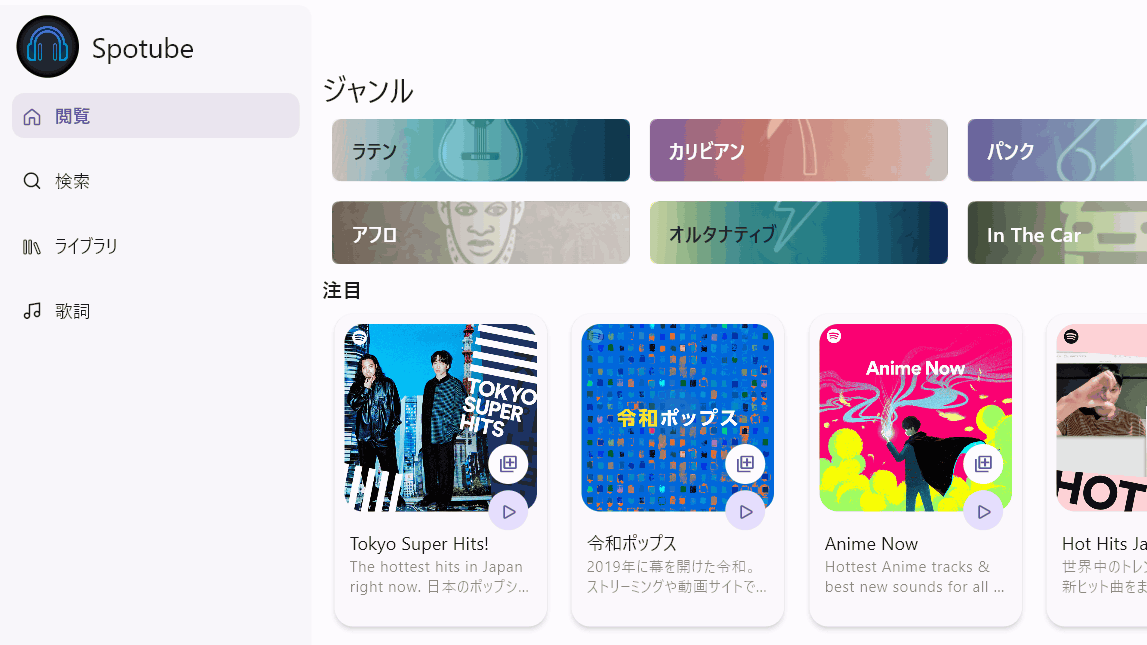 Spotube
閲覧
検索
ライブラリ
歌詞
ジャンル
ラテン
カリビアン
パンク
アフロ
オルタナティブ
In The Car
注目
TOKYO
SUPER
HITS
令和ポップス
Anime Now
HOT
Tokyo Super Hits!
The hottest hits in Japan
right now. 日本のポップシ...
令和ポップス
2019年に幕を開けた令和。
ストリーミングや動画サイトで...
Anime Now
Hottest Anime tracks &
best new sounds for all ...
Hot Hits Ja
世界中のトレン
新ヒット曲をま